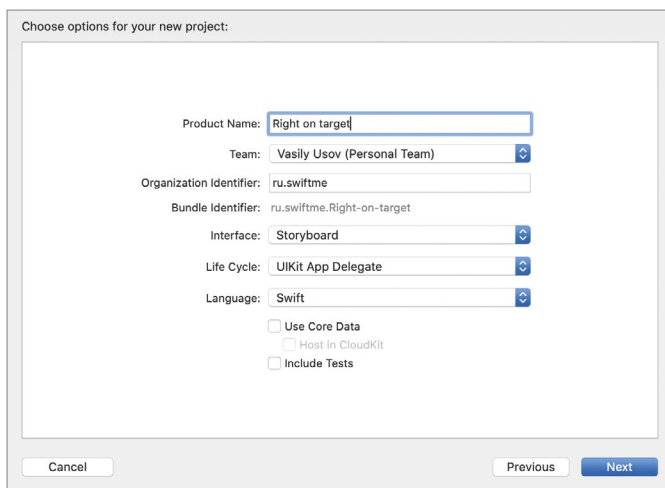 Choose options for your new project:
Product Name: Right on target
Team: Vasily Usov (Personal Team)
Organization Identifier: ru.swiftme
Bundle Identifier: ru.swiftme.Right-on-target
Interface: Storyboard
Life Cycle: UIKit App Delegate
Language: Swift
Use Core Data
Host in CloudKit
Include Tests
Cancel Previous Next